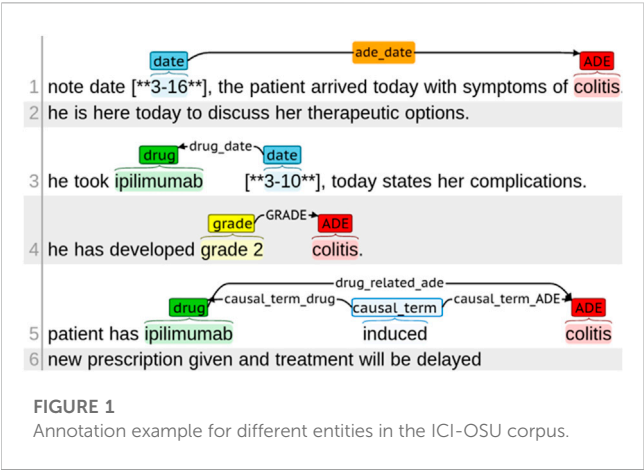 ade_date
date ADE
1 note date [**3-16**], the patient arrived today with symptoms of colitis.
2 he is here today to discuss her therapeutic options.
drug drug_date date
3 he took ipilimumab [**3-10**], today states her complications.
grade GRADE ADE
4 he has developed grade 2 colitis.
drug_related_ade
drug causal_term_drug causal_term causal_term_ADE ADE
5 patient has ipilimumab induced colitis
6 new prescription given and treatment will be delayed
FIGURE 1
Annotation example for different entities in the ICI-OSU corpus.